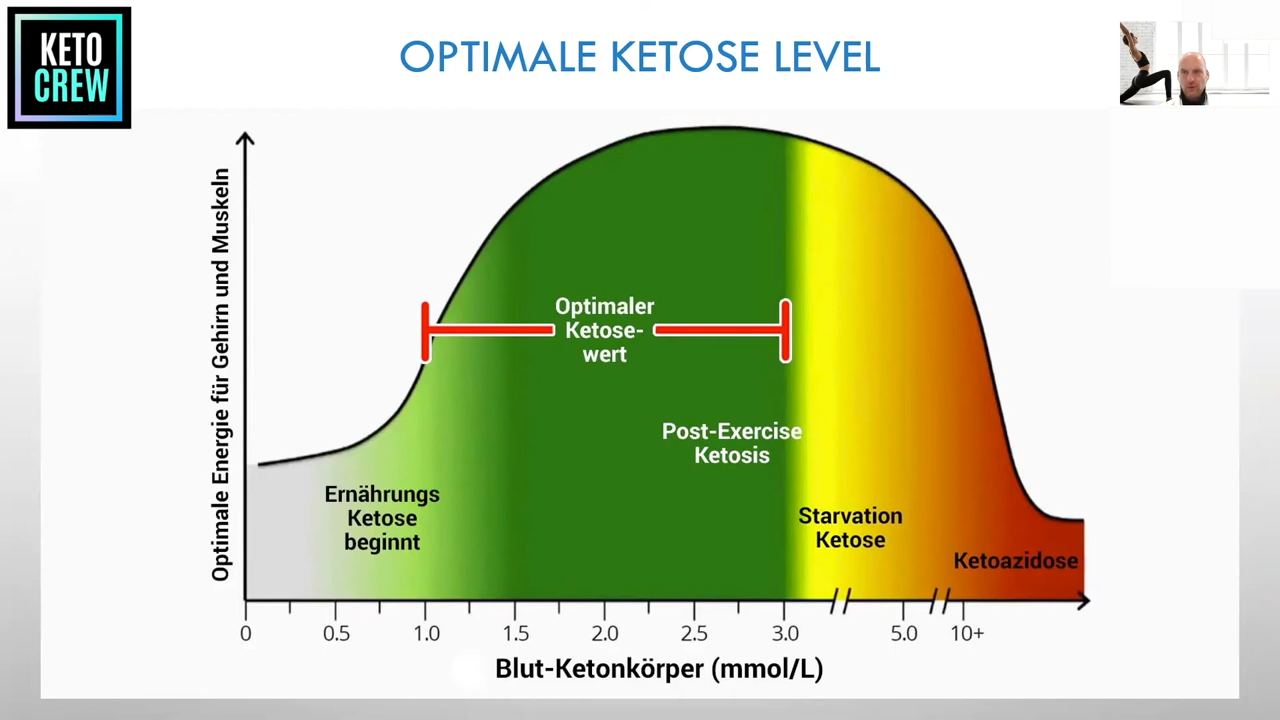 KETO
CREW
OPTIMALE KETOSE LEVEL
Optimale Energie für Gehirn und Muskeln
Optimaler
Ketose-
wert
Post-Exercise
Ketosis
Ernährungs
Ketose
beginnt
Starvation
Ketose
Ketoazidose
0 0.5 1.0 1.5 2.0 2.5 3.0 5.0 10+
Blut-Ketonkörper (mmol/L)